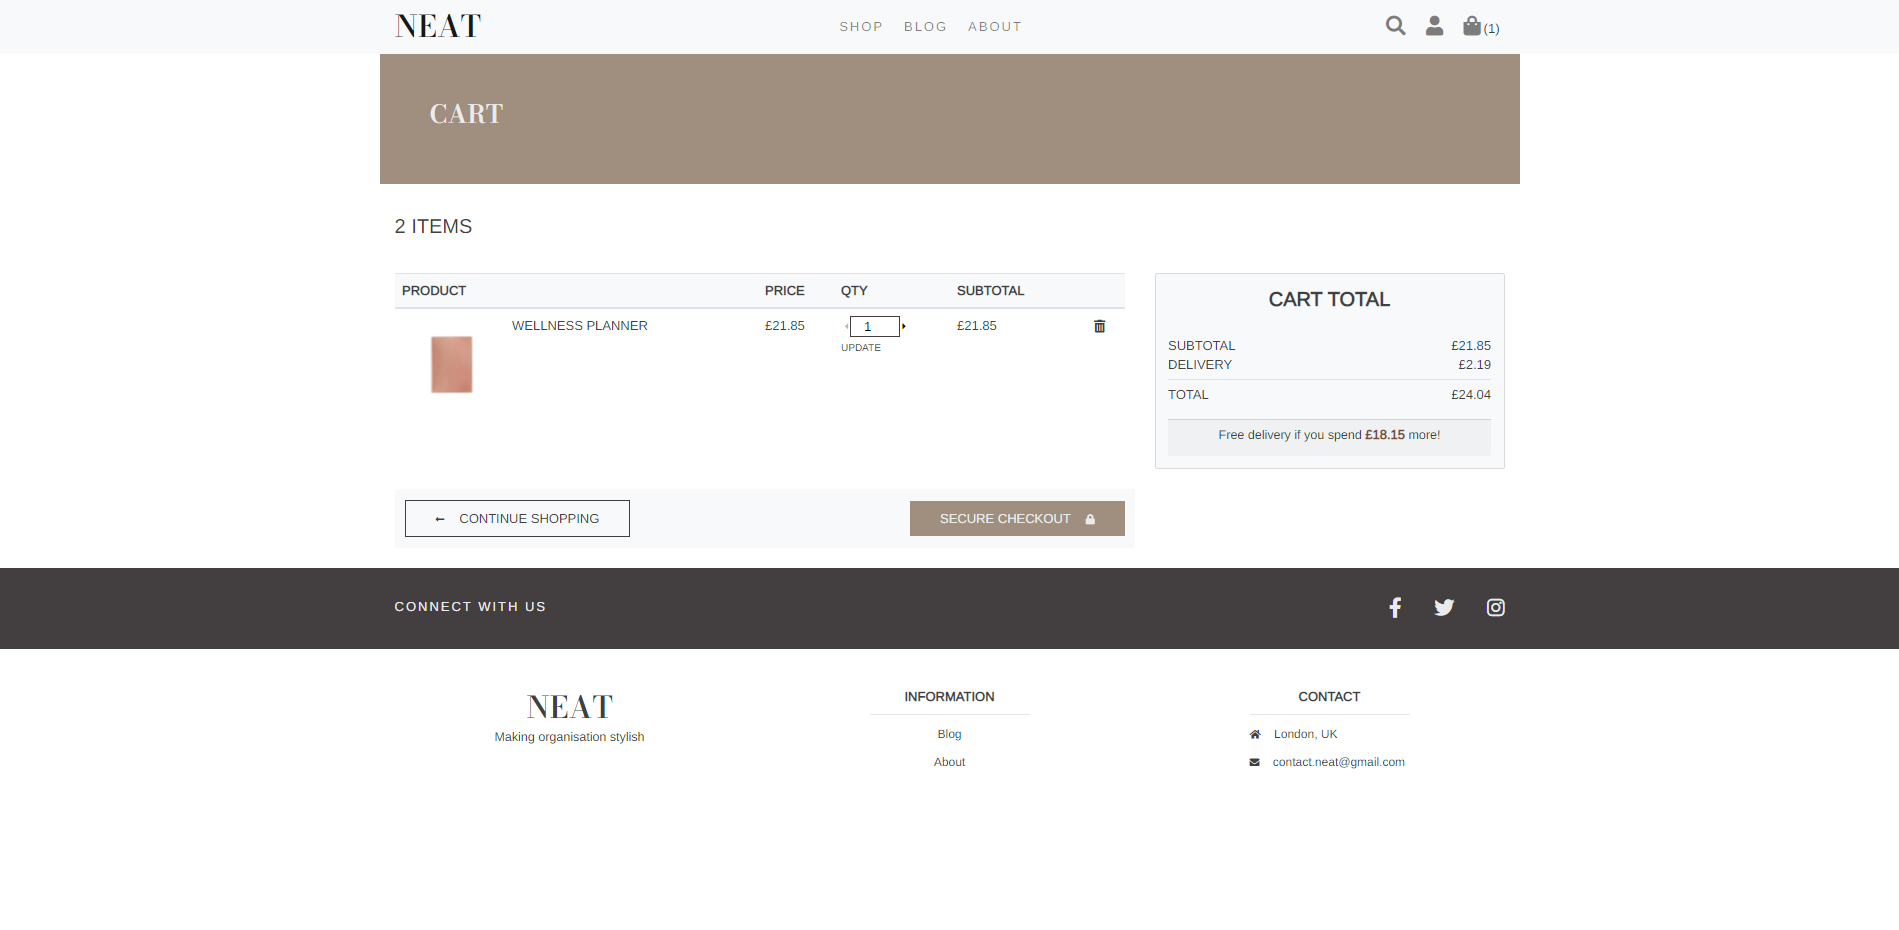 NEAT
SHOP BLOG ABOUT
(1)
CART
2 ITEMS
PRODUCT PRICE QTY SUBTOTAL
WELLNESS PLANNER £21.85 1 £21.85
UPDATE
CART TOTAL
SUBTOTAL £21.85
DELIVERY £2.19
TOTAL £24.04
Free delivery if you spend £18.15 more!
CONTINUE SHOPPING
SECURE CHECKOUT
CONNECT WITH US
NEAT
Making organisation stylish
INFORMATION
Blog
About
CONTACT
London, UK
contact.neat@gmail.com